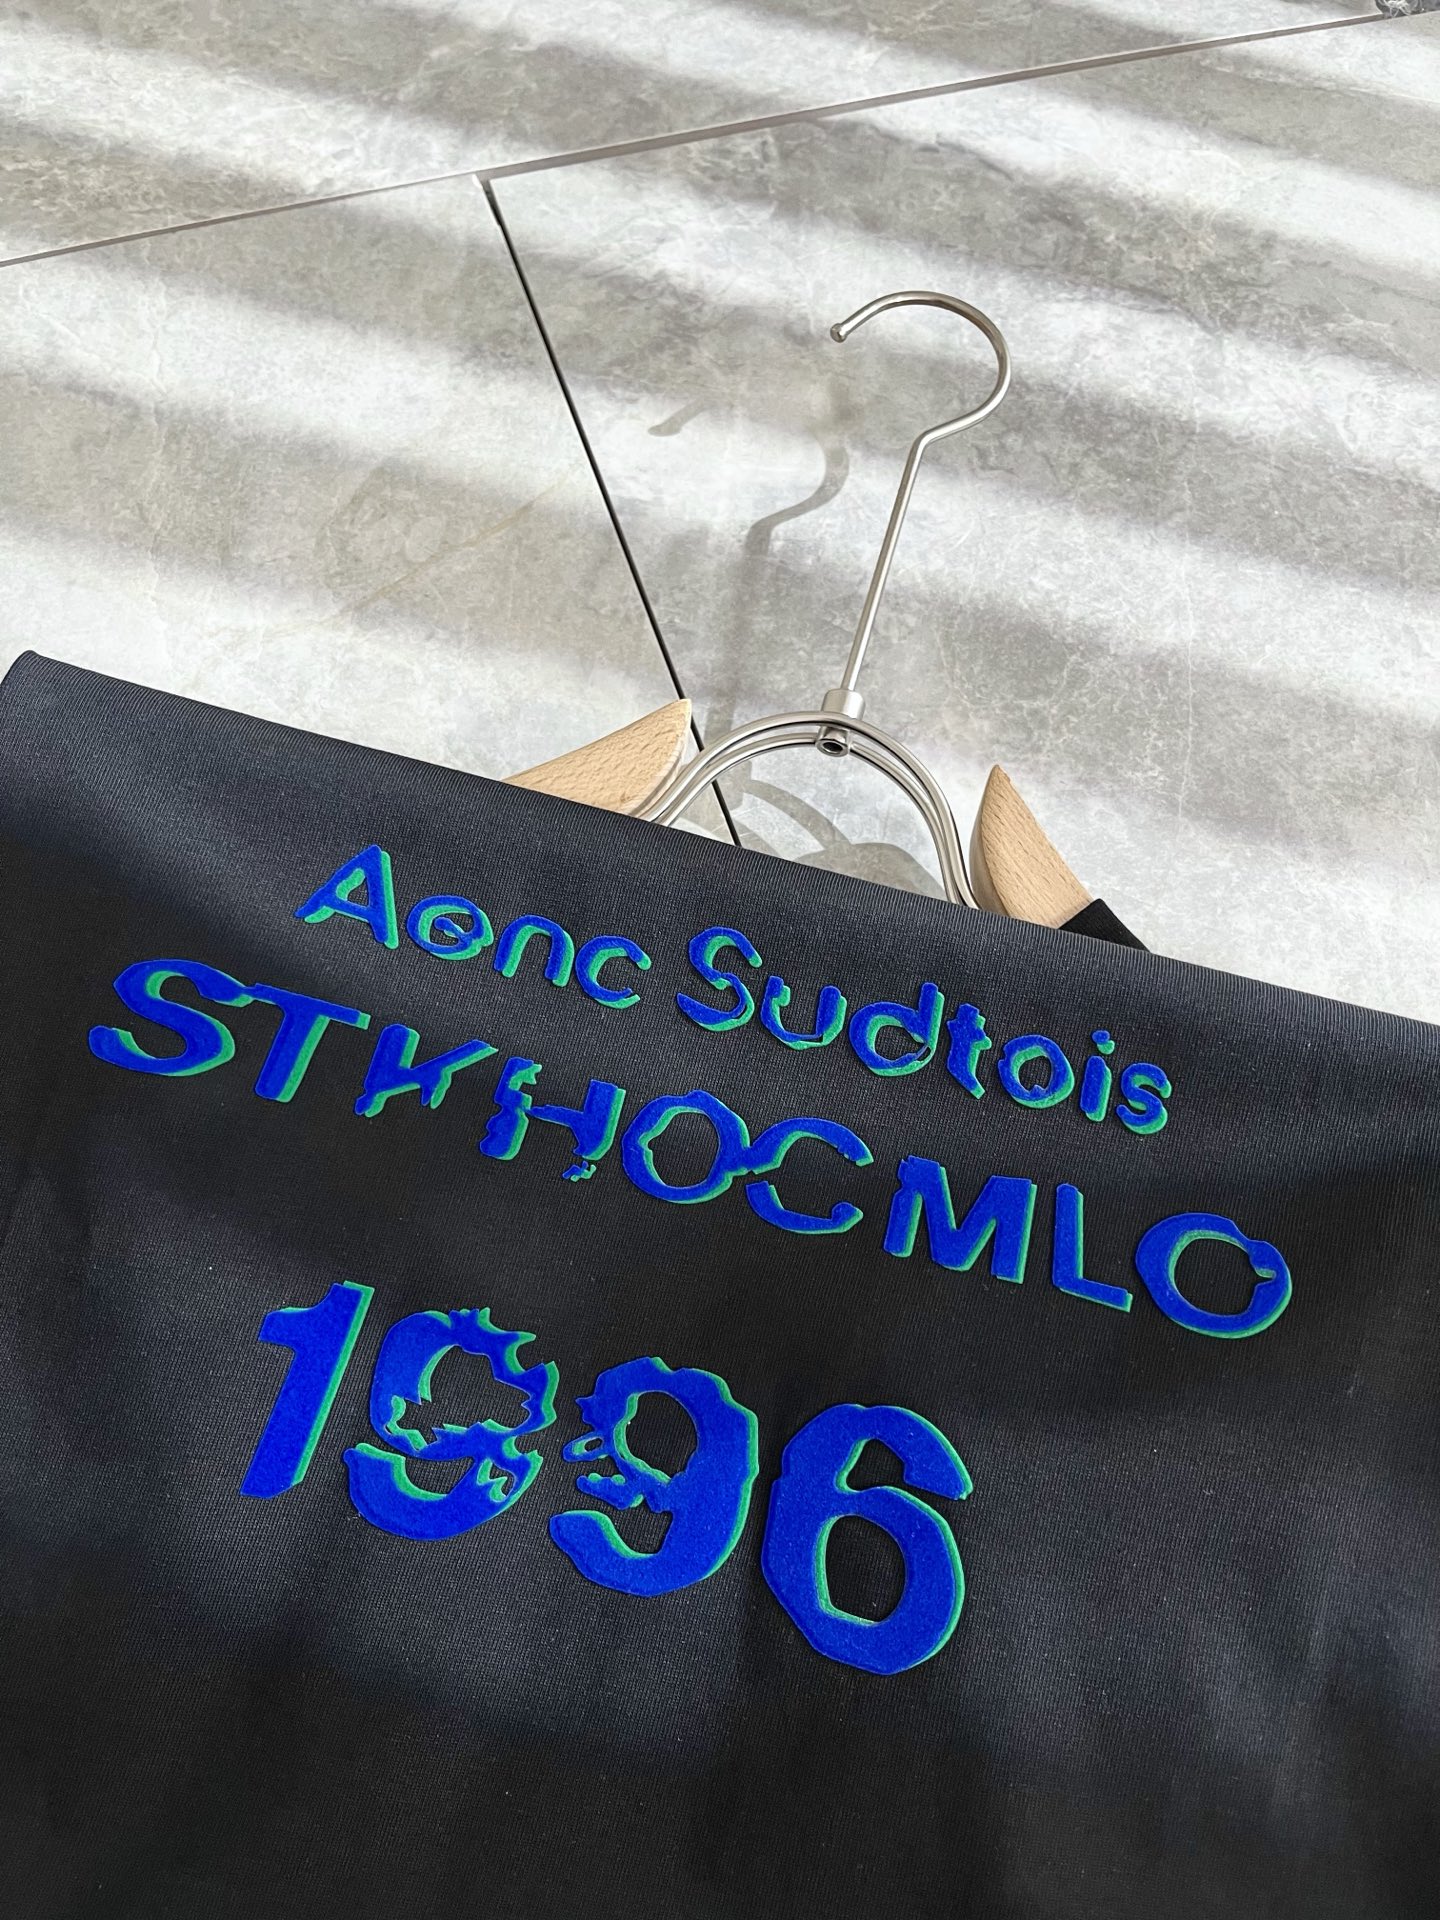 Aenc Sudtois
STKHOCMLO
1996